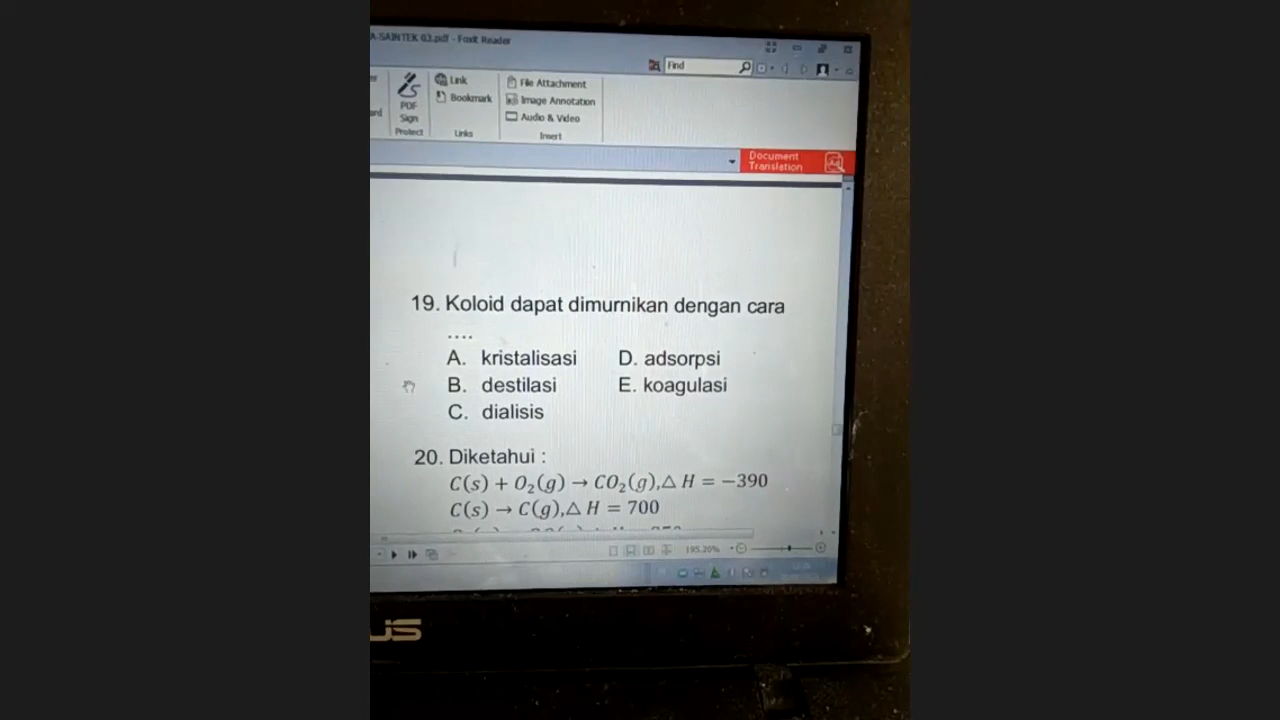 A-SAINTEK 03.pdf - Foxit Reader
Find
Link
File Attachment
PDF
Bookmark
Image Annotation
Sign
Audio & Video
Protect
Links
Insert
Document
Translation
19. Koloid dapat dimurnikan dengan cara
....
A. kristalisasi D. adsorpsi
B. destilasi E. koagulasi
C. dialisis
20. Diketahui :
C(s) + O₂(g) → CO₂(g),△ H = −390
C(s) → C(g),△ H = 700
195.20%